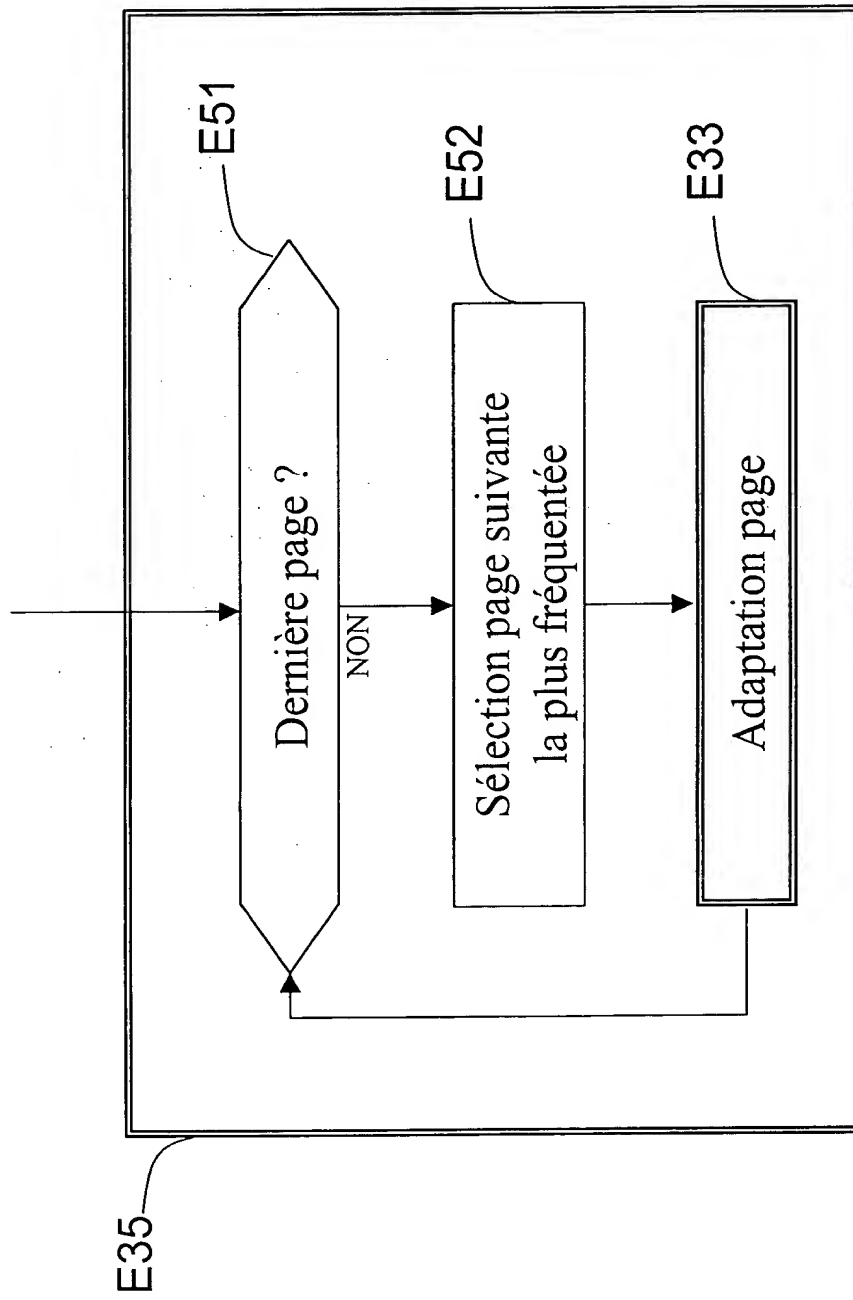 E35
E51
Dernière page ?
NON
E52
Sélection page suivante
la plus fréquentée
E33
Adaptation page